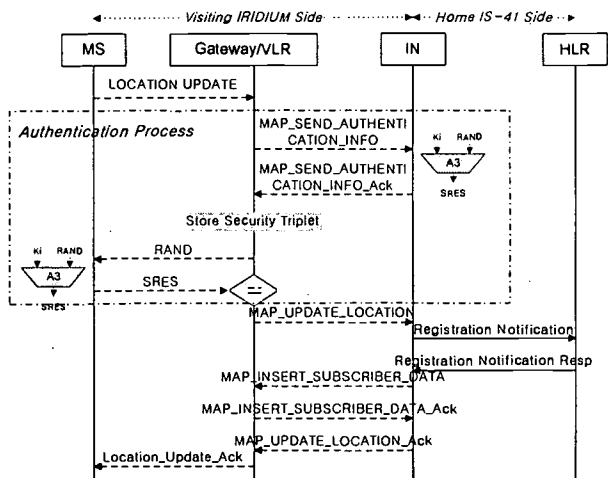 Visiting IRIDIUM Side
Home IS-41 Side
MS
Gateway/VLR
IN
HLR
LOCATION UPDATE
Authentication Process
MAP_SEND_AUTHENTI
CATION_INFO
Ki RAND
A3
SRES
MAP_SEND_AUTHENTI
CATION_INFO_Ack
Store Security Triplet
RAND
Ki RAND
A3
SRES
SRES
MAP_UPDATE_LOCATION
Registration Notification
Registration Notification Resp
MAP_INSERT_SUBSCRIBER_DATA
MAP_INSERT_SUBSCRIBER_DATA_Ack
MAP_UPDATE_LOCATION_Ack
Location_Update_Ack